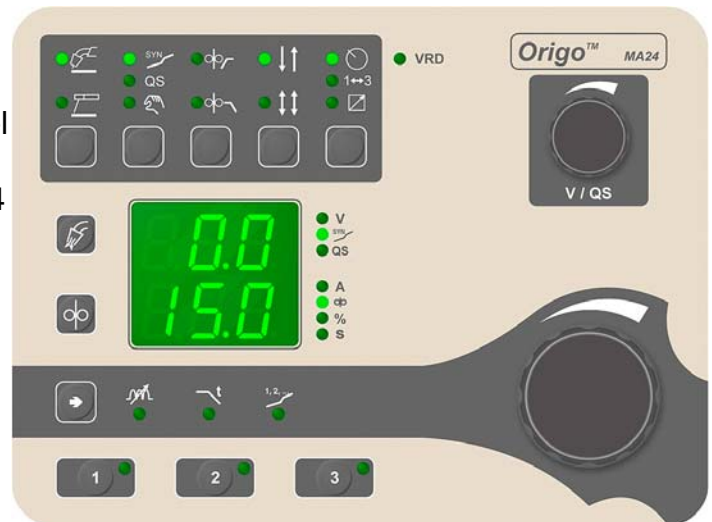 SYN
VRD
Origo™ MA24
QS
1↔3
l
4
V / QS
0.0
V
SYN
QS
15.0
A
%
S
t
1, 2, ...
1
2
3